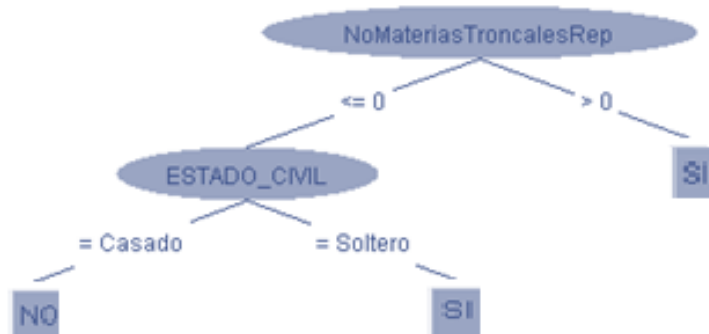 NoMateriasTroncalesRep
<= 0
> 0
ESTADO_CIVIL
SI
= Casado
= Soltero
NO
SI